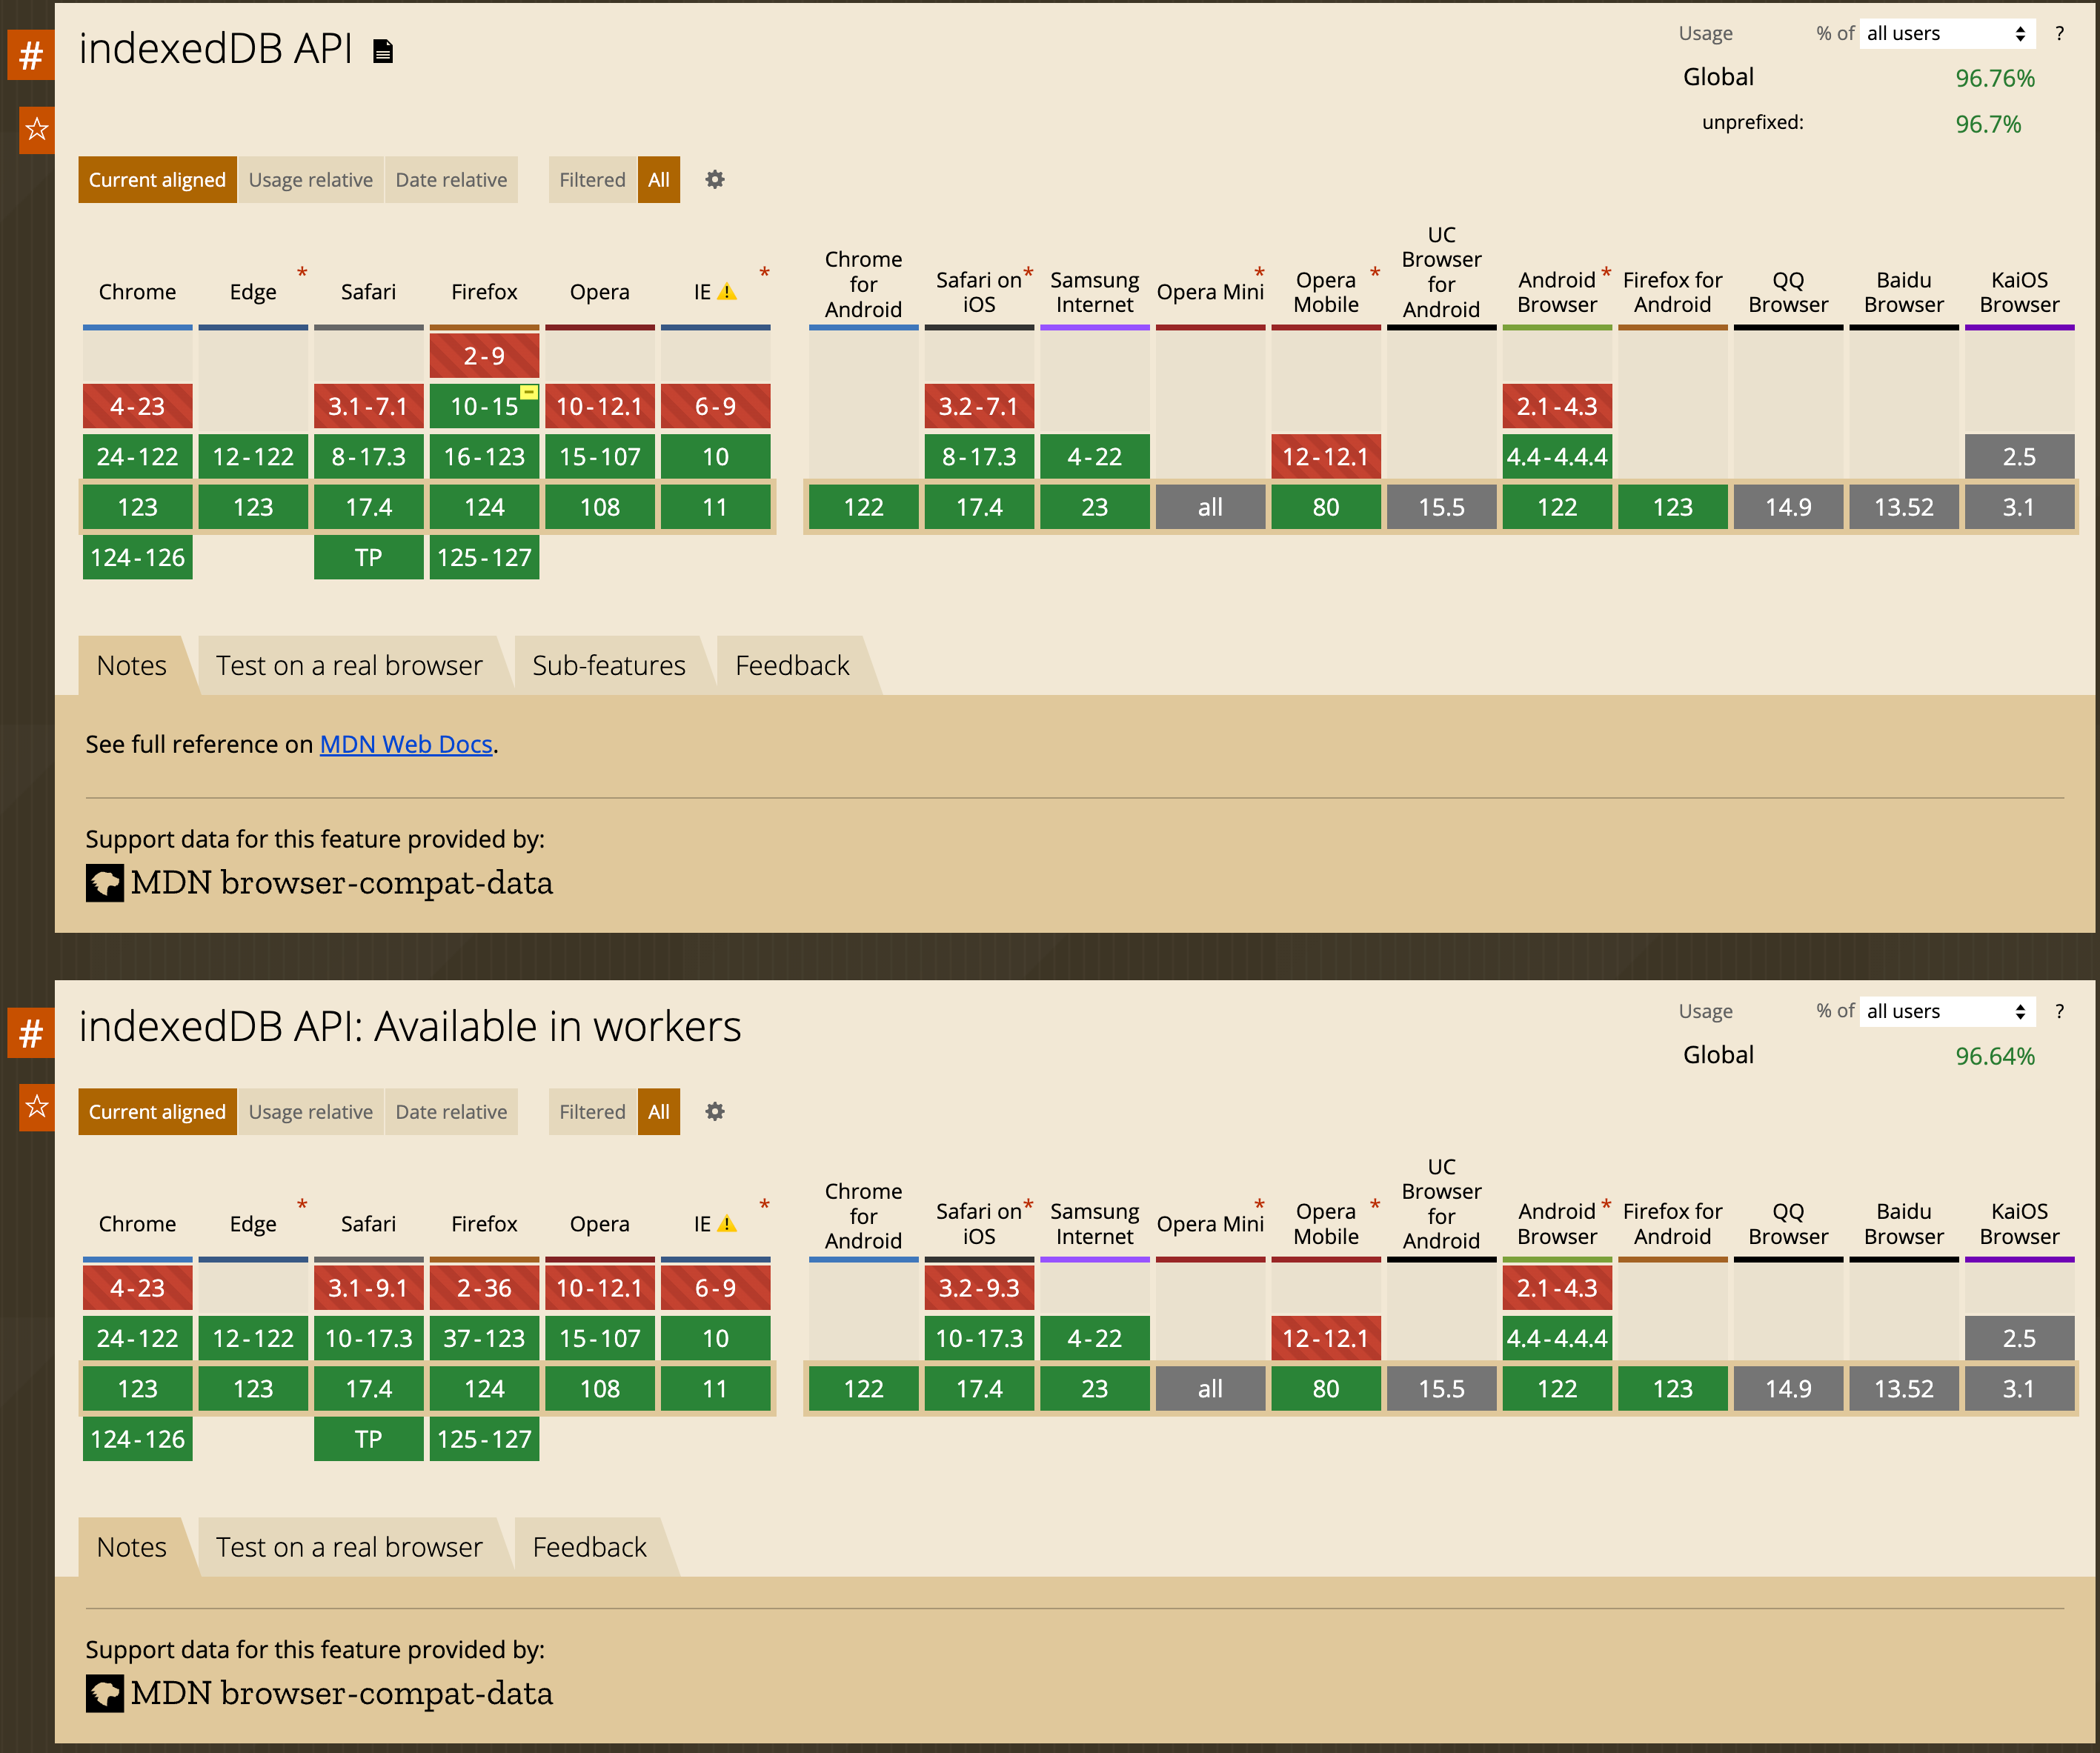 #
indexedDB API
Usage % of all users ?
Global 96.76%
unprefixed: 96.7%
Current aligned Usage relative Date relative Filtered All
Chrome Edge * Safari Firefox Opera IE * Chrome for Android Safari on iOS * Samsung Internet Opera Mini * Opera Mobile * UC Browser for Android Android Browser * Firefox for Android QQ Browser Baidu Browser KaiOS Browser
2-9
4-23 3.1-7.1 10-15 - 10-12.1 6-9 3.2-7.1 2.1-4.3
24-122 12-122 8-17.3 16-123 15-107 10 8-17.3 4-22 12-12.1 4.4-4.4.4 2.5
123 123 17.4 124 108 11 122 17.4 23 all 80 15.5 122 123 14.9 13.52 3.1
124-126 TP 125-127
Notes Test on a real browser Sub-features Feedback
See full reference on MDN Web Docs.
Support data for this feature provided by:
MDN browser-compat-data
#
indexedDB API: Available in workers
Usage % of all users ?
Global 96.64%
Current aligned Usage relative Date relative Filtered All
Chrome Edge * Safari Firefox Opera IE * Chrome for Android Safari on iOS * Samsung Internet Opera Mini * Opera Mobile * UC Browser for Android Android Browser * Firefox for Android QQ Browser Baidu Browser KaiOS Browser
4-23 3.1-9.1 2-36 10-12.1 6-9 3.2-9.3 2.1-4.3
24-122 12-122 10-17.3 37-123 15-107 10 10-17.3 4-22 12-12.1 4.4-4.4.4 2.5
123 123 17.4 124 108 11 122 17.4 23 all 80 15.5 122 123 14.9 13.52 3.1
124-126 TP 125-127
Notes Test on a real browser Feedback
Support data for this feature provided by:
MDN browser-compat-data